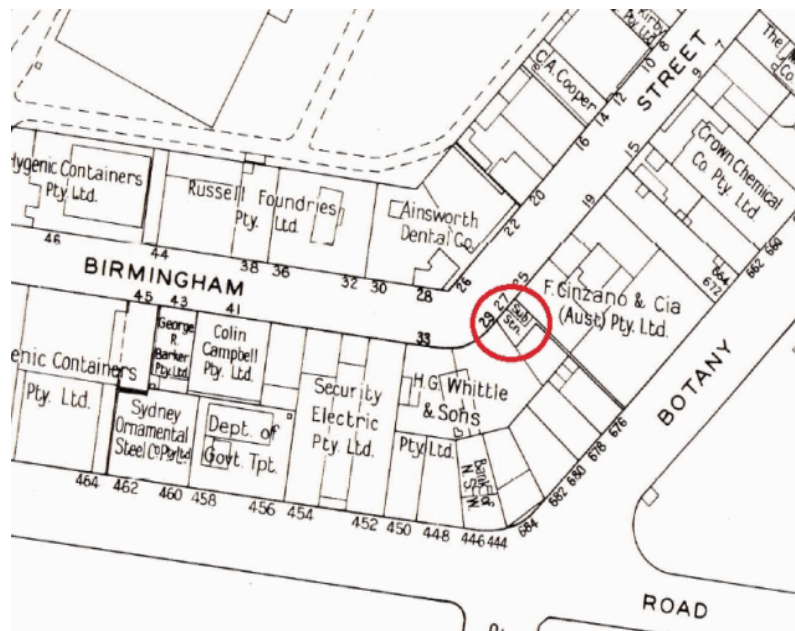 Kirby
Pty Ltd
8
C.A. Cooper
10
12
14
16
20
22
26
STREET
7
9
15
19
25
27
29
The
Co.
Crown Chemical
Co Pty Ltd
660
662
664
672
Hygenic Containers
Pty. Ltd.
Russell Foundries
Pty. Ltd.
Ainsworth
Dental Co.
46
44
38
36
32
30
28
BIRMINGHAM
45
43
41
33
Sub
Stn.
F. Cinzano & Cia
(Aust) Pty. Ltd.
BOTANY
George
R.
Barker
Pty. Ltd.
Colin
Campbell
Pty. Ltd.
enic Containers
Pty. Ltd.
Security
Electric
Pty. Ltd.
H.G. Whittle
& Sons
Pty. Ltd.
Sydney
Ornamental
Steel Co Pty Ltd
Dept. of
Govt. Tpt.
Bank of
N.S.W.
464
462
460
458
456
454
452
450
448
446
444
684
682
680
678
676
ROAD